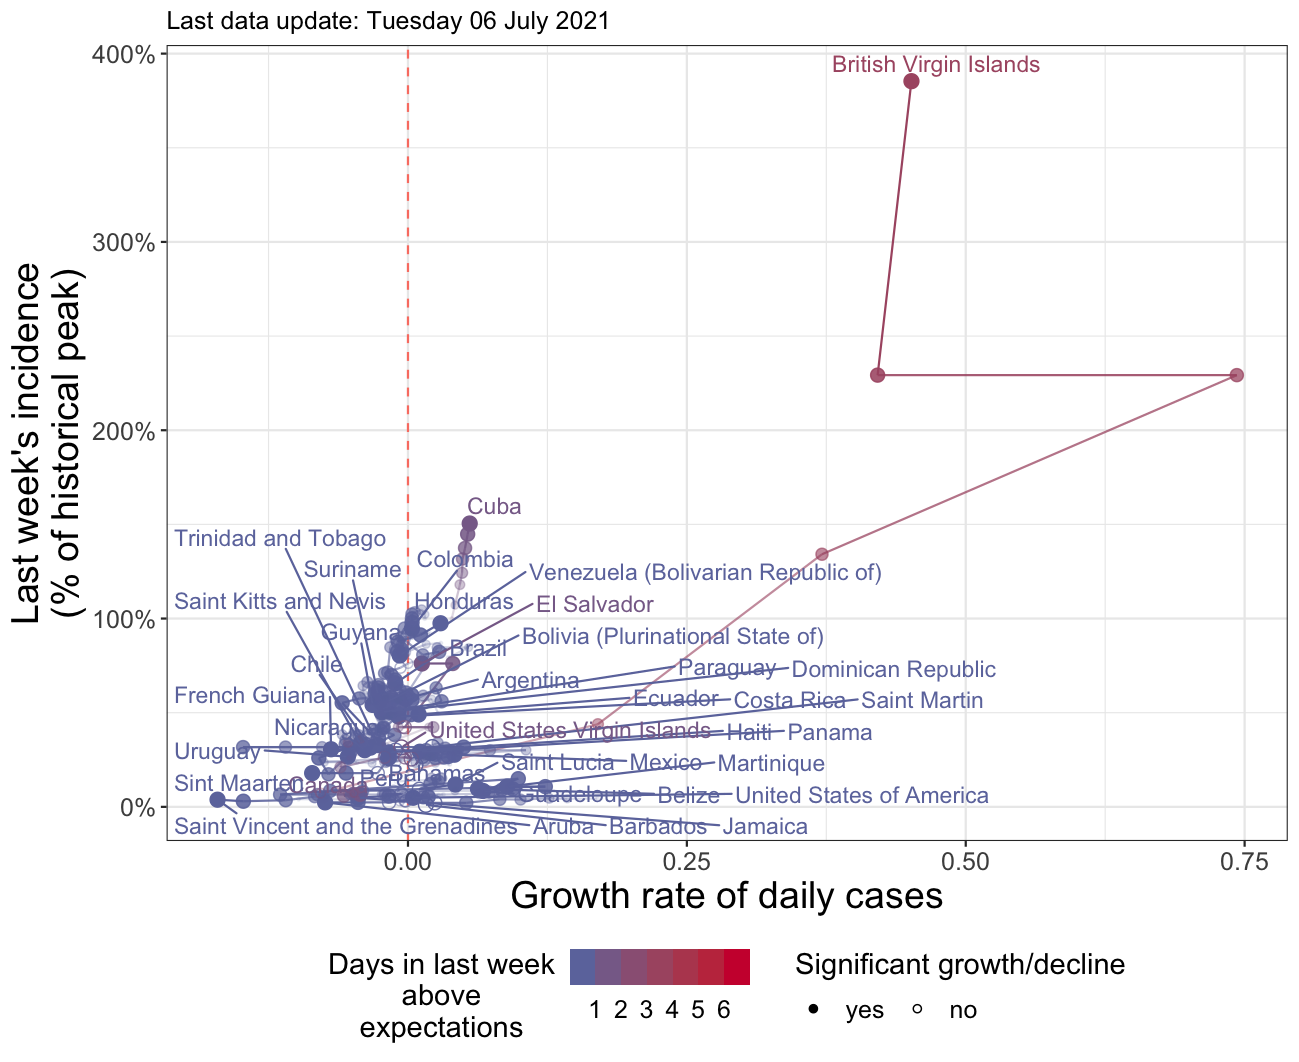 Last data update: Tuesday 06 July 2021
400%
300%
200%
100%
0%
Last week's incidence
(% of historical peak)
British Virgin Islands
Cuba
Trinidad and Tobago
Colombia
Suriname
Venezuela (Bolivarian Republic of)
Saint Kitts and Nevis
Honduras
El Salvador
Guyana
Bolivia (Plurinational State of)
Brazil
Chile
Paraguay
Dominican Republic
Argentina
French Guiana
Ecuador
Costa Rica
Saint Martin
Nicaragua
United States Virgin Islands
Haiti
Panama
Uruguay
Saint Lucia
Mexico
Martinique
Sint Maarten
Canada
Peru
Bahamas
Guadeloupe
Belize
United States of America
Saint Vincent and the Grenadines
Aruba
Barbados
Jamaica
0.00
0.25
0.50
0.75
Growth rate of daily cases
Days in last week
above
expectations
1 2 3 4 5 6
Significant growth/decline
yes
no